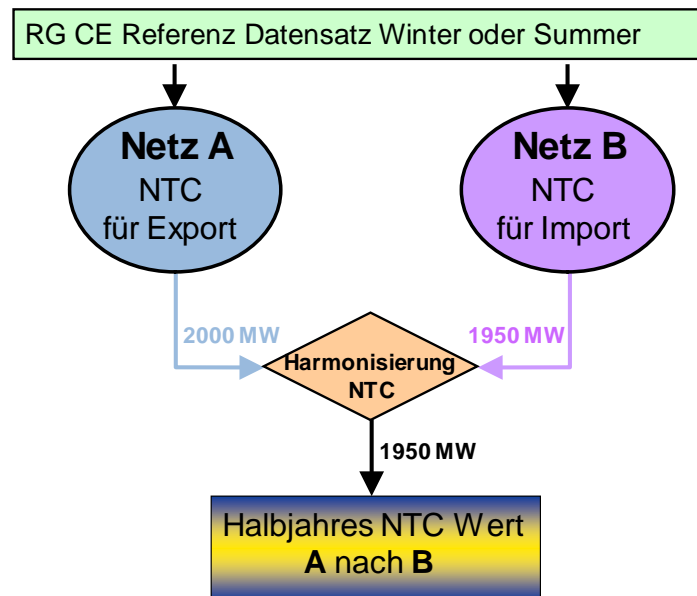 RG CE Referenz Datensatz Winter oder Summer
Netz A
NTC
für Export
Netz B
NTC
für Import
2000 MW
1950 MW
Harmonisierung
NTC
1950 MW
Halbjahres NTC Wert
A nach B